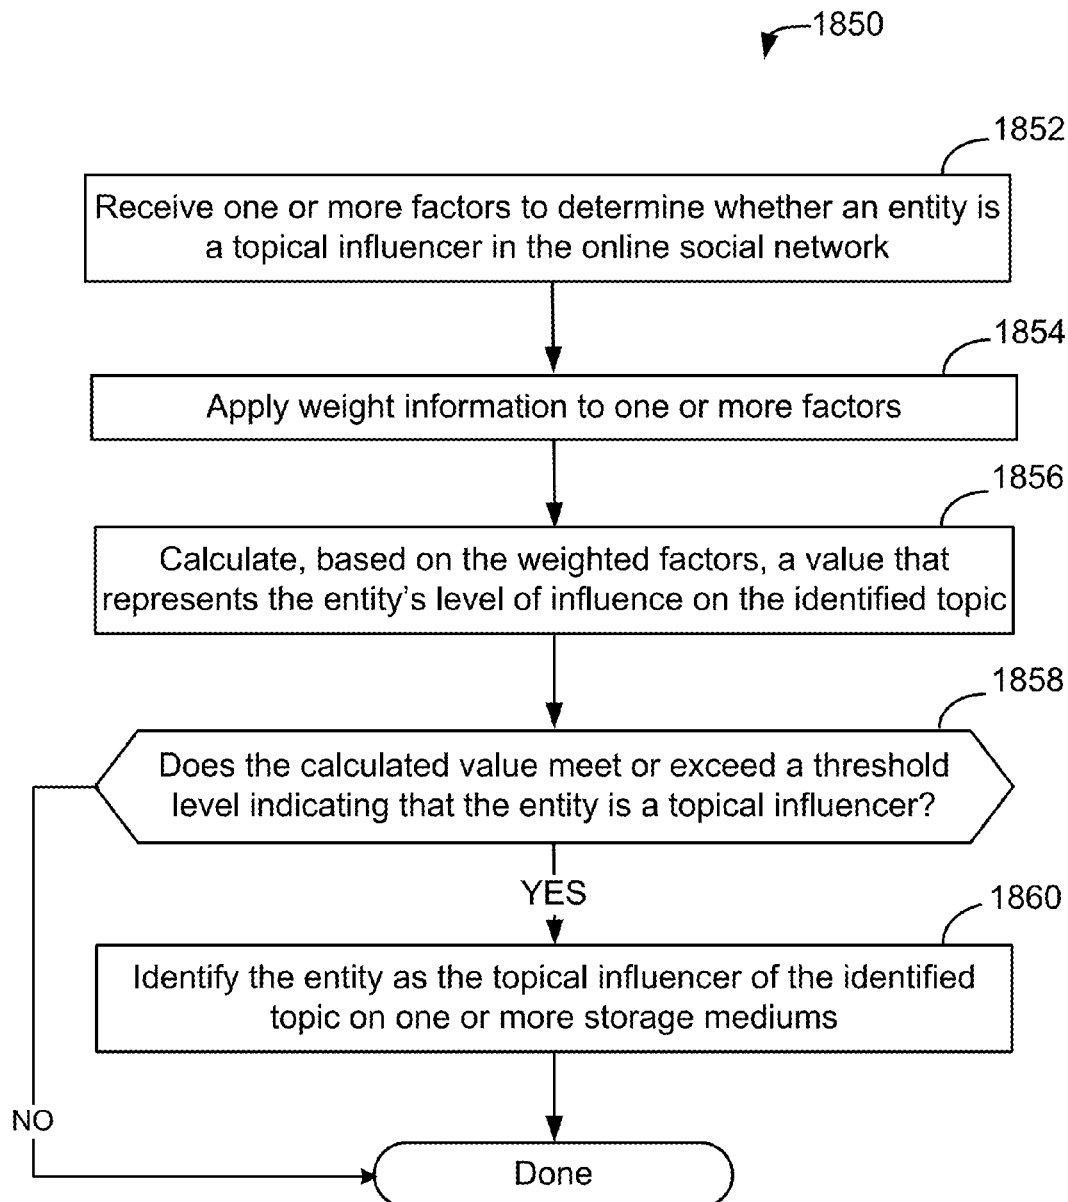 1850
1852
Receive one or more factors to determine whether an entity is
a topical influencer in the online social network
1854
Apply weight information to one or more factors
1856
Calculate, based on the weighted factors, a value that
represents the entity's level of influence on the identified topic
1858
Does the calculated value meet or exceed a threshold
level indicating that the entity is a topical influencer?
YES
1860
Identify the entity as the topical influencer of the identified
topic on one or more storage mediums
NO
Done